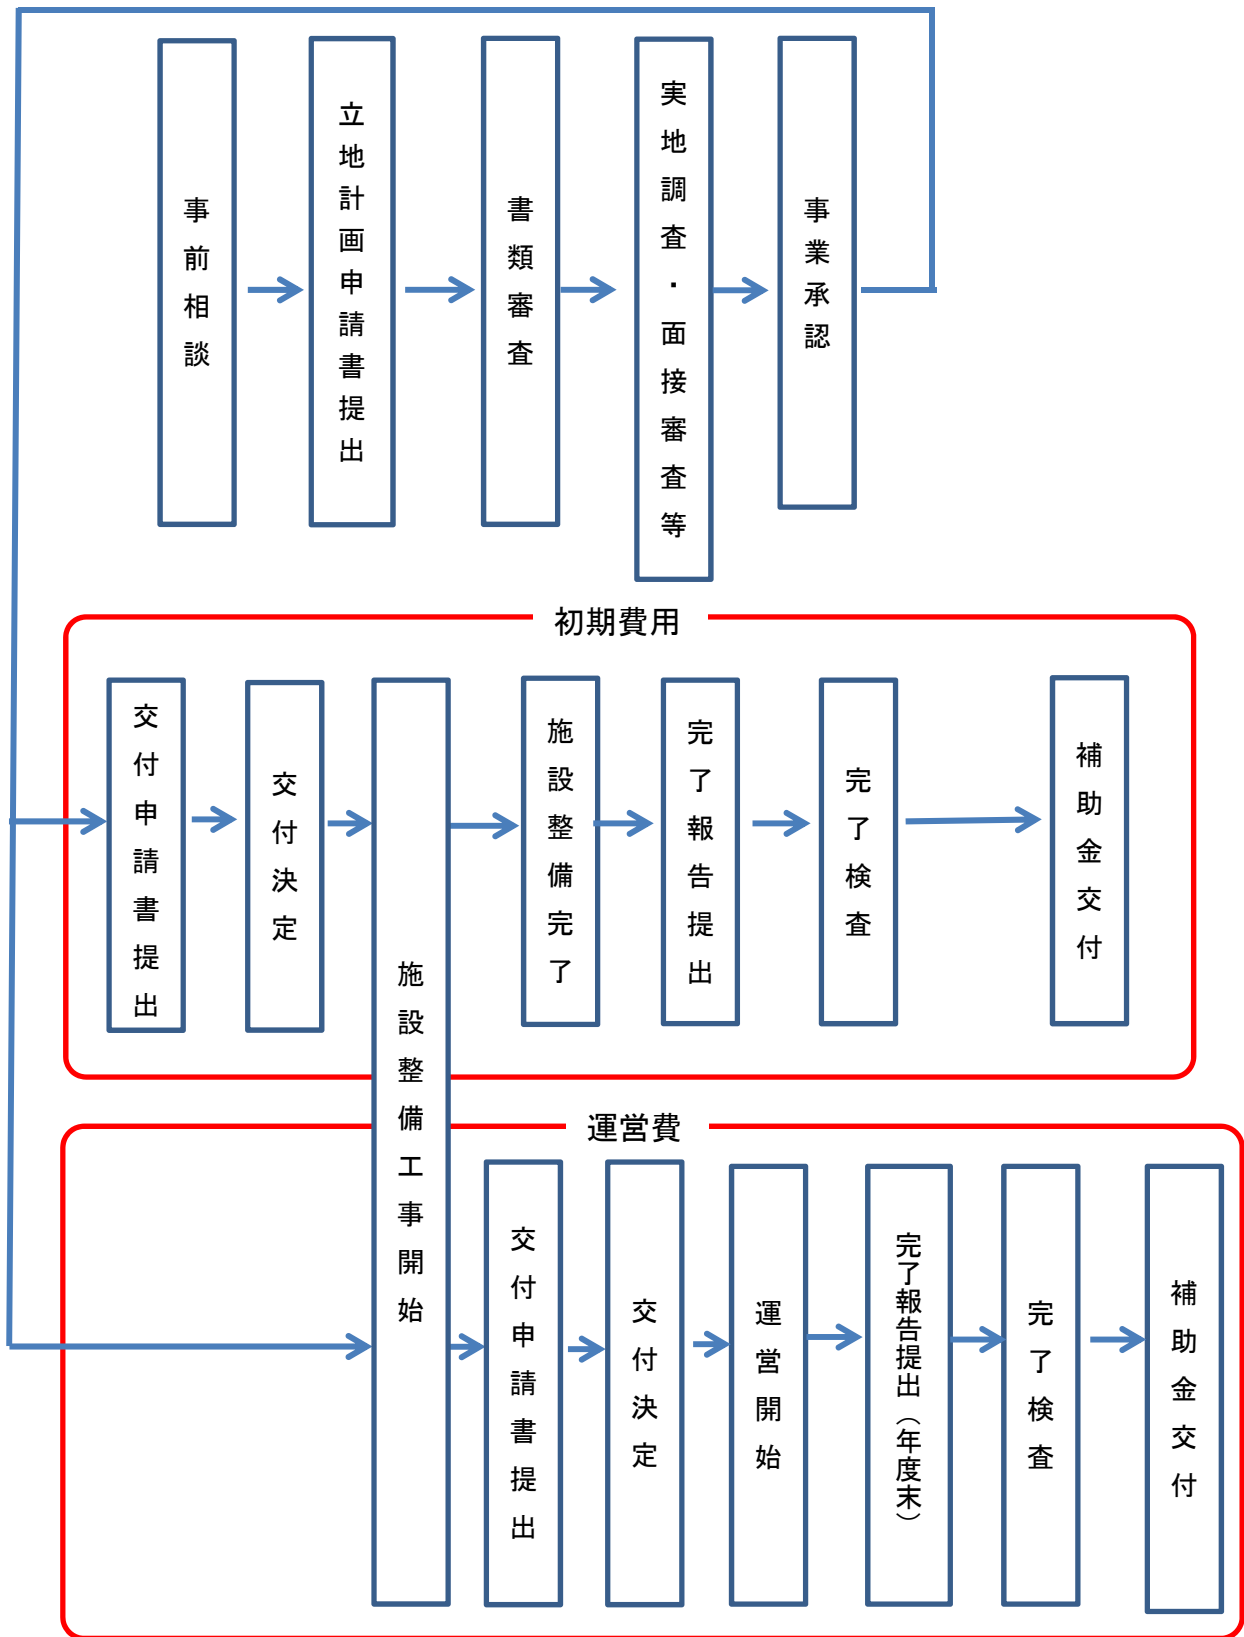 事前相談
立地計画申請書提出
書類審査
実地調査・面接審査等
事業承認
初期費用
交付申請書提出
交付決定
施設整備工事開始
施設整備完了
完了報告提出
完了検査
補助金交付
運営費
交付申請書提出
交付決定
運営開始
完了報告提出（年度末）
完了検査
補助金交付